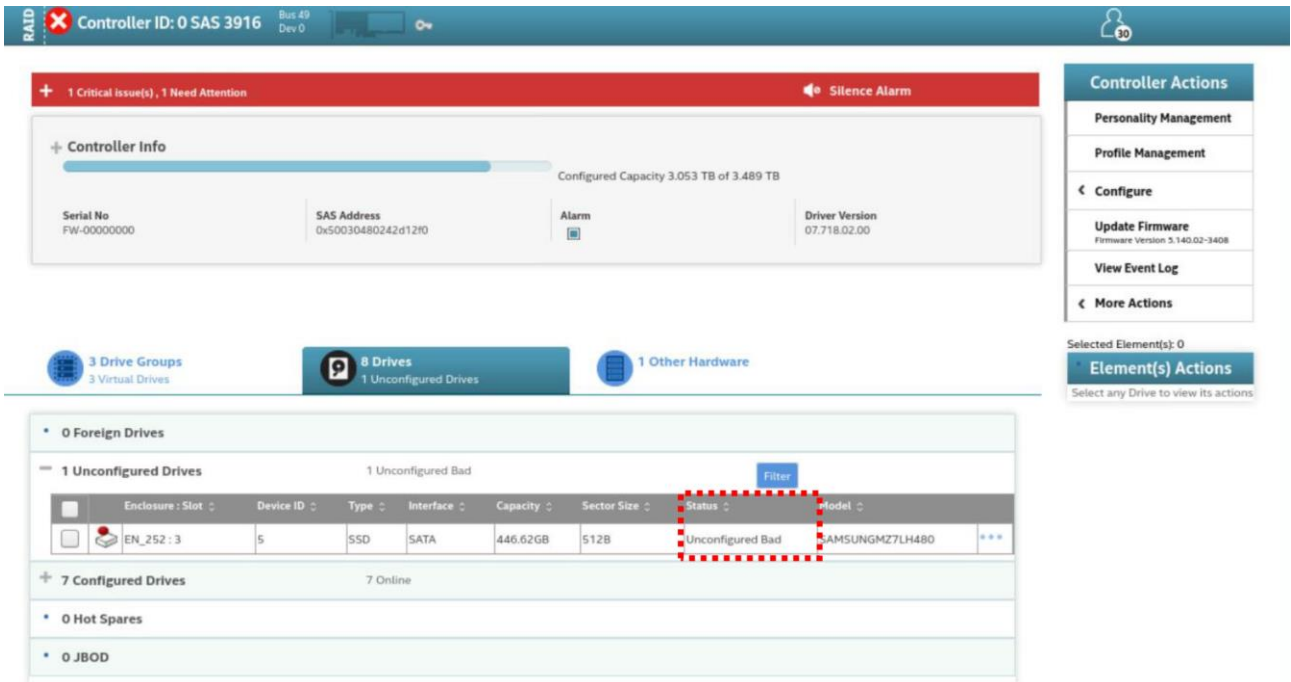 RAID
Controller ID: 0 SAS 3916
Bus 49
Dev 0
30
1 Critical issue(s) , 1 Need Attention
Silence Alarm
Controller Info
Configured Capacity 3.053 TB of 3.489 TB
Serial No
FW-00000000
SAS Address
0x50030480242d12f0
Alarm
Driver Version
07.718.02.00
Controller Actions
Personality Management
Profile Management
Configure
Update Firmware
Firmware Version 5.140.02-3408
View Event Log
More Actions
Selected Element(s): 0
Element(s) Actions
Select any Drive to view its actions
3 Drive Groups
3 Virtual Drives
8 Drives
1 Unconfigured Drives
1 Other Hardware
0 Foreign Drives
1 Unconfigured Drives 1 Unconfigured Bad Filter
Enclosure : Slot Device ID Type Interface Capacity Sector Size Status Model
EN_252 : 3 5 SSD SATA 446.62GB 512B Unconfigured Bad SAMSUNGMZ7LH480
7 Configured Drives 7 Online
0 Hot Spares
0 JBOD